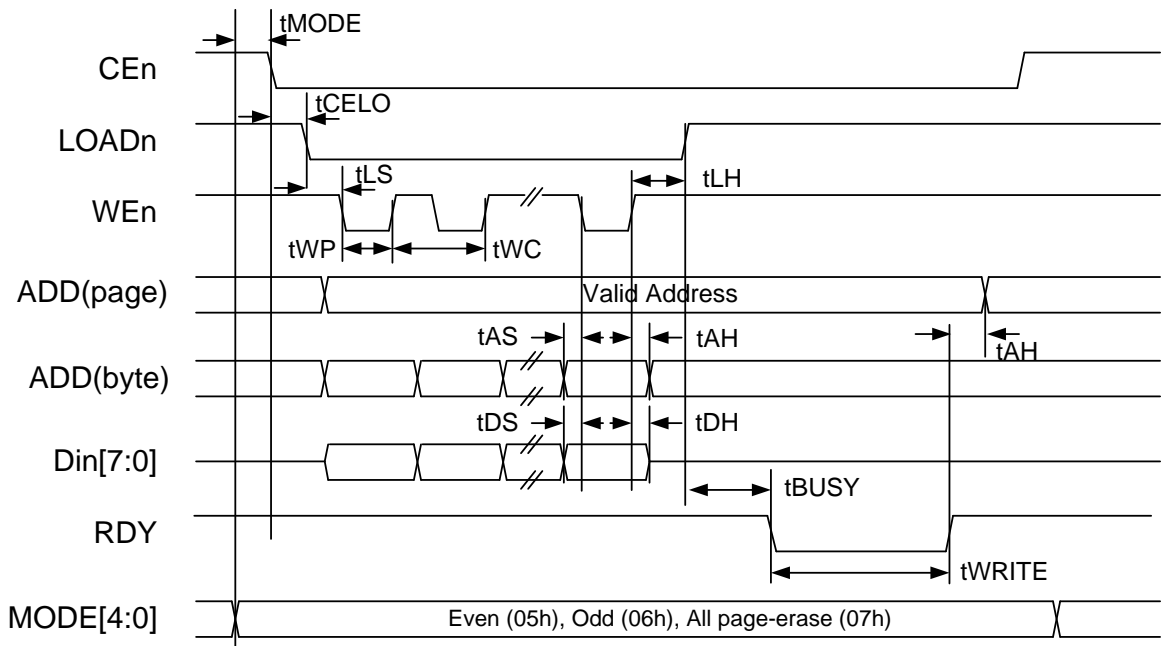 tMODE
CEn
tCELO
LOADn
tLS
tLH
WEn
tWP
tWC
ADD(page)
Valid Address
tAS
tAH
tAH
ADD(byte)
tDS
tDH
Din[7:0]
tBUSY
RDY
tWRITE
MODE[4:0]
Even (05h), Odd (06h), All page-erase (07h)